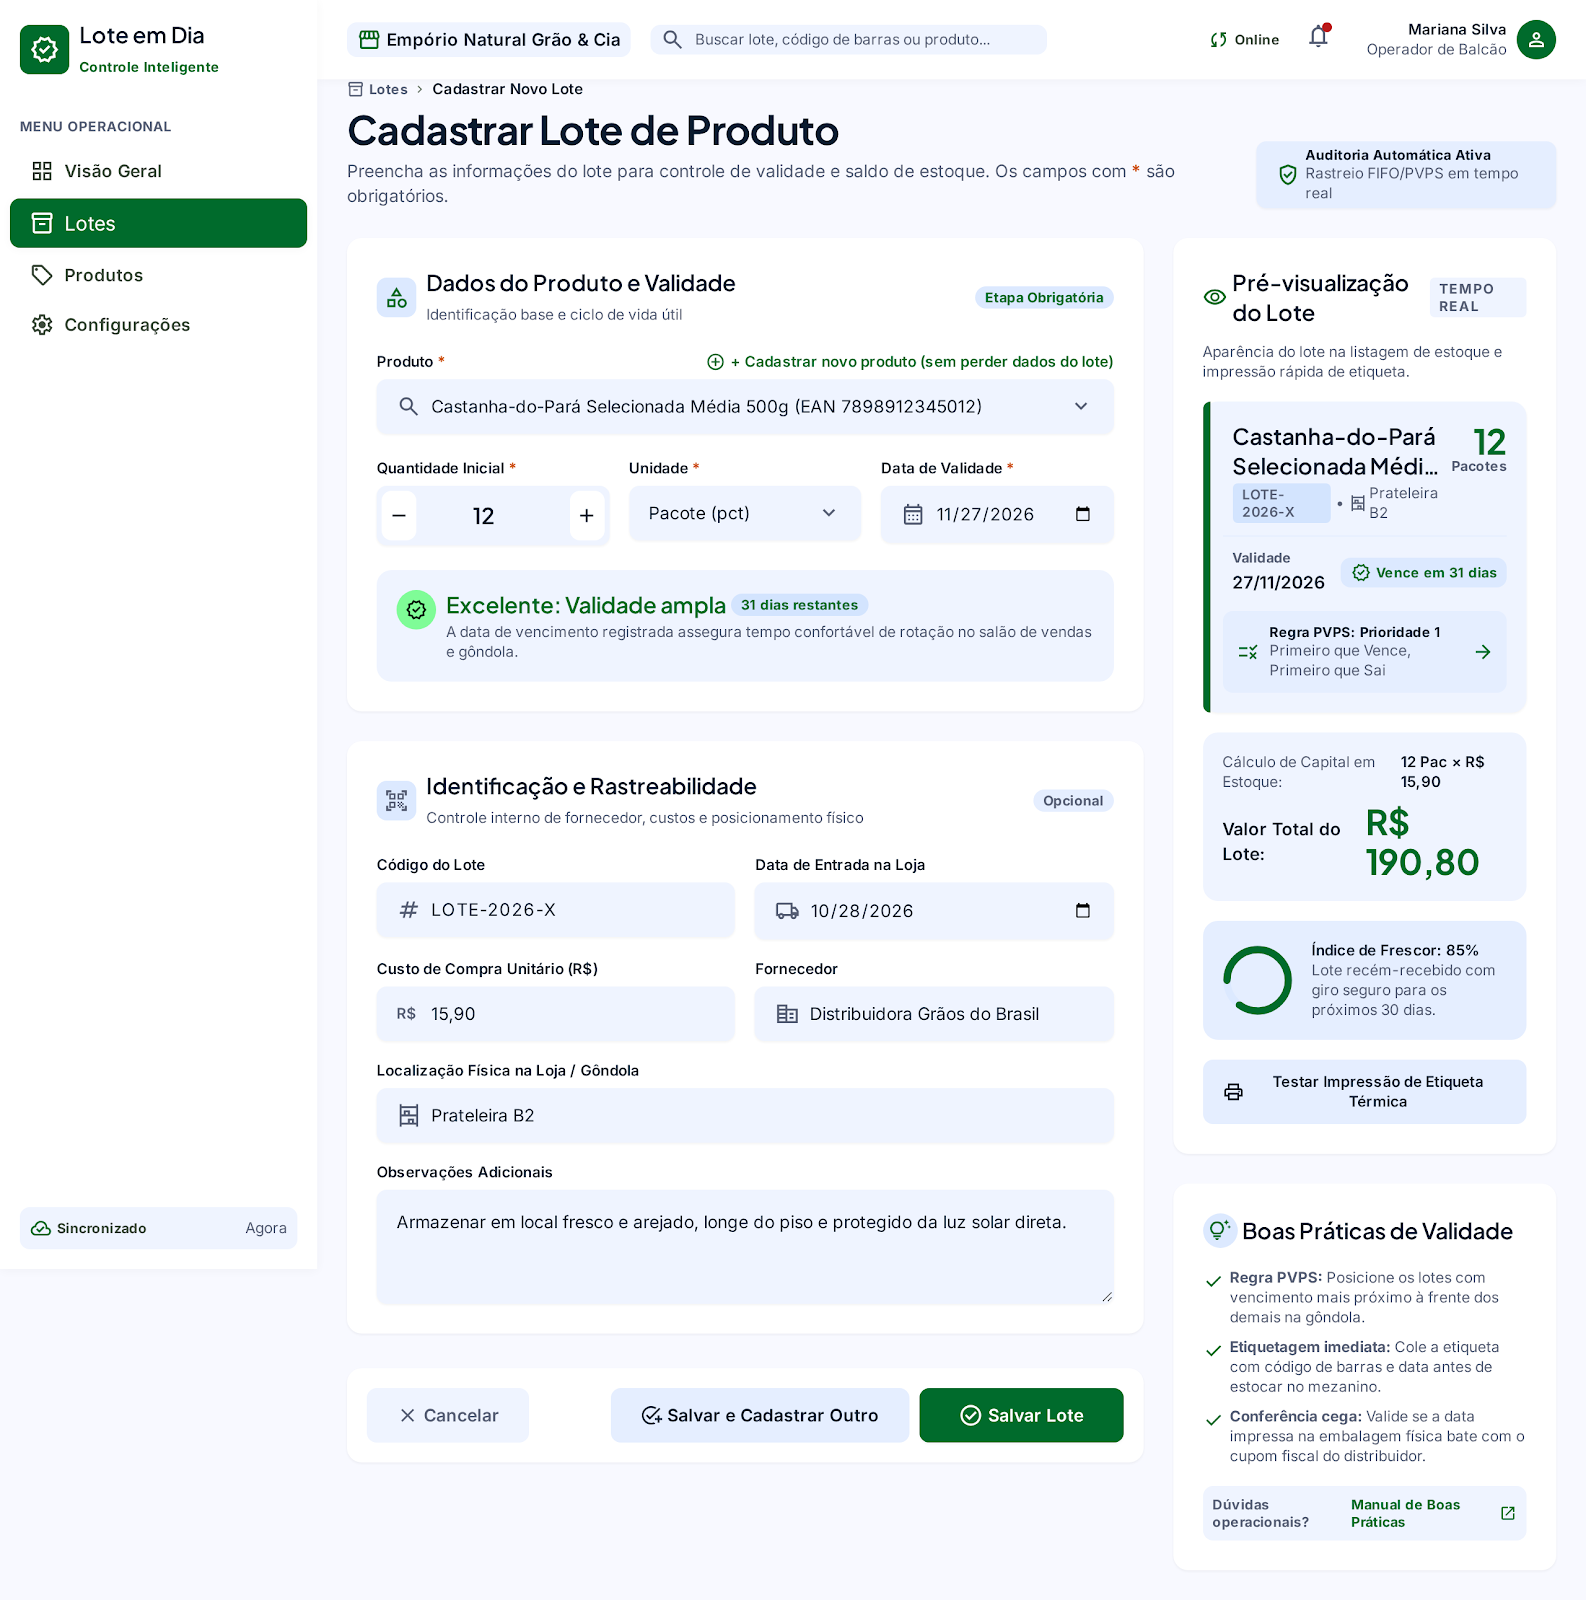 Lote em Dia
Controle Inteligente
MENU OPERACIONAL
Visão Geral
Lotes
Produtos
Configurações
Sincronizado
Agora
Empório Natural Grão & Cia
Buscar lote, código de barras ou produto...
Online
Mariana Silva
Operador de Balcão
Lotes
Cadastrar Novo Lote
Cadastrar Lote de Produto
Preencha as informações do lote para controle de validade e saldo de estoque. Os campos com * são
obrigatórios.
Auditoria Automática Ativa
Rastreio FIFO/PVPS em tempo
real
Dados do Produto e Validade
Identificação base e ciclo de vida útil
Etapa Obrigatória
Produto *
+ Cadastrar novo produto (sem perder dados do lote)
Castanha-do-Pará Selecionada Média 500g (EAN 7898912345012)
Quantidade Inicial *
12
Unidade *
Pacote (pct)
Data de Validade *
11/27/2026
Excelente: Validade ampla
31 dias restantes
A data de vencimento registrada assegura tempo confortável de rotação no salão de vendas
e gôndola.
Identificação e Rastreabilidade
Controle interno de fornecedor, custos e posicionamento físico
Opcional
Código do Lote
LOTE-2026-X
Data de Entrada na Loja
10/28/2026
Custo de Compra Unitário (R$)
R$ 15,90
Fornecedor
Distribuidora Grãos do Brasil
Localização Física na Loja / Gôndola
Prateleira B2
Observações Adicionais
Armazenar em local fresco e arejado, longe do piso e protegido da luz solar direta.
Cancelar
Salvar e Cadastrar Outro
Salvar Lote
Pré-visualização
do Lote
TEMPO
REAL
Aparência do lote na listagem de estoque e
impressão rápida de etiqueta.
Castanha-do-Pará
Selecionada Médi...
12
Pacotes
LOTE-
2026-X
•
Prateleira
B2
Validade
27/11/2026
Vence em 31 dias
Regra PVPS: Prioridade 1
Primeiro que Vence,
Primeiro que Sai
Cálculo de Capital em
Estoque:
12 Pac × R$
15,90
Valor Total do
Lote:
R$
190,80
Índice de Frescor: 85%
Lote recém-recebido com
giro seguro para os
próximos 30 dias.
Testar Impressão de Etiqueta
Térmica
Boas Práticas de Validade
Regra PVPS: Posicione os lotes com
vencimento mais próximo à frente dos
demais na gôndola.
Etiquetagem imediata: Cole a etiqueta
com código de barras e data antes de
estocar no mezanino.
Conferência cega: Valide se a data
impressa na embalagem física bate com o
cupom fiscal do distribuidor.
Dúvidas
operacionais?
Manual de Boas
Práticas